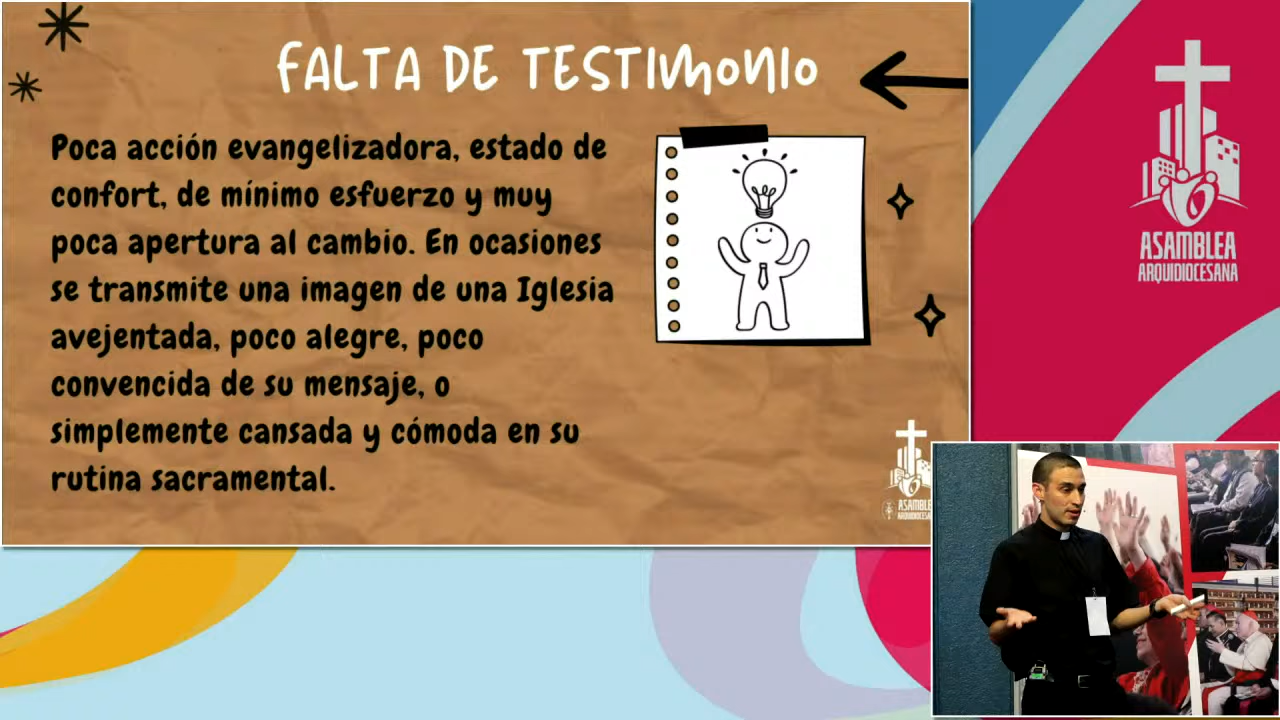 FALTA DE TESTIMONIO
Poca acción evangelizadora, estado de
confort, de mínimo esfuerzo y muy
poca apertura al cambio. En ocasiones
se transmite una imagen de una Iglesia
avejentada, poco alegre, poco
convencida de su mensaje, o
simplemente cansada y cómoda en su
rutina sacramental.
ASAMBLEA
ARQUIDIOCESANA
ASAMBLE
ARQUIDIOCESAN